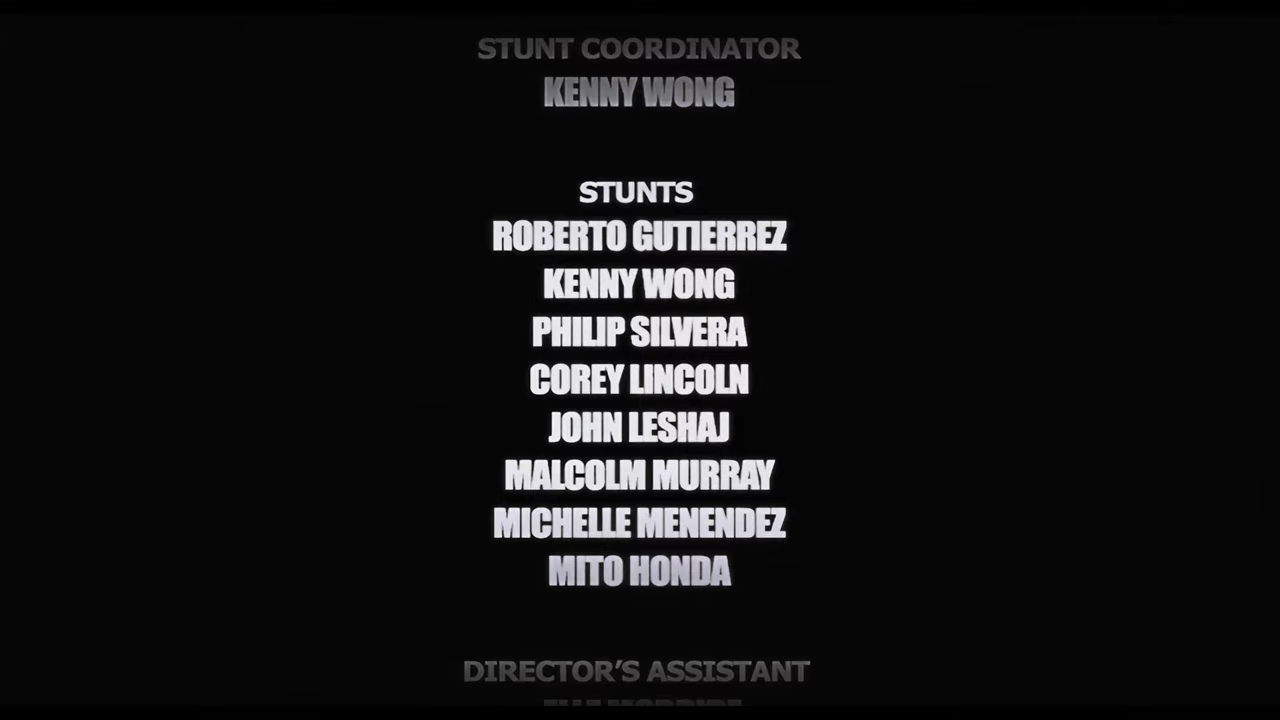 STUNT COORDINATOR
KENNY WONG
STUNTS
ROBERTO GUTIERREZ
KENNY WONG
PHILIP SILVERA
COREY LINCOLN
JOHN LESHAJ
MALCOLM MURRAY
MICHELLE MENENDEZ
MITO HONDA
DIRECTOR'S ASSISTANT